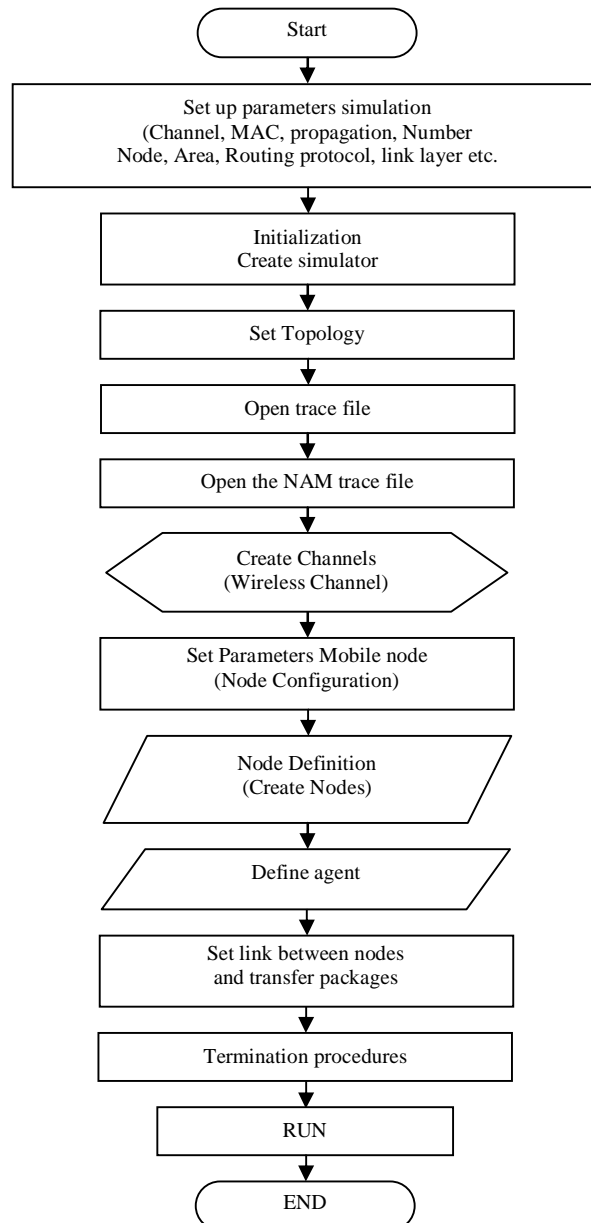 Start
Set up parameters simulation
(Channel, MAC, propagation, Number
Node, Area, Routing protocol, link layer etc.
Initialization
Create simulator
Set Topology
Open trace file
Open the NAM trace file
Create Channels
(Wireless Channel)
Set Parameters Mobile node
(Node Configuration)
Node Definition
(Create Nodes)
Define agent
Set link between nodes
and transfer packages
Termination procedures
RUN
END